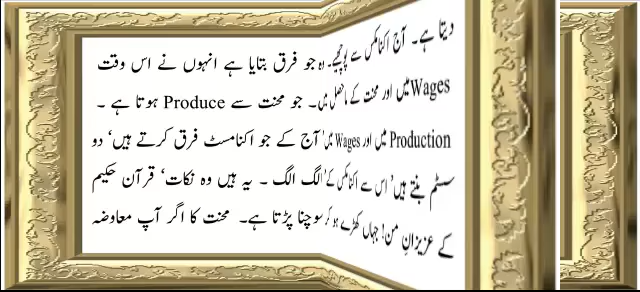 دیتا ہے۔ آج اکنامکس سے پوچھیے۔ وہ جو فرق بتایا ہے انہوں نے اس وقت
Wages میں اور محنت کے ماحصل میں۔ جو محنت سے Produce ہوتا ہے ۔
Production میں اور Wages میں' آج کے جو اکنامسٹ فرق کرتے ہیں' دو
سسٹم بنتے ہیں' اس سے اکنامکس کے' الگ الگ ۔ یہ ہیں وہ نکات' قرآن حکیم
کے عزیزانِ من! جہاں کھڑے ہو کر سوچنا پڑتا ہے۔ محنت کا اگر آپ معاوضہ